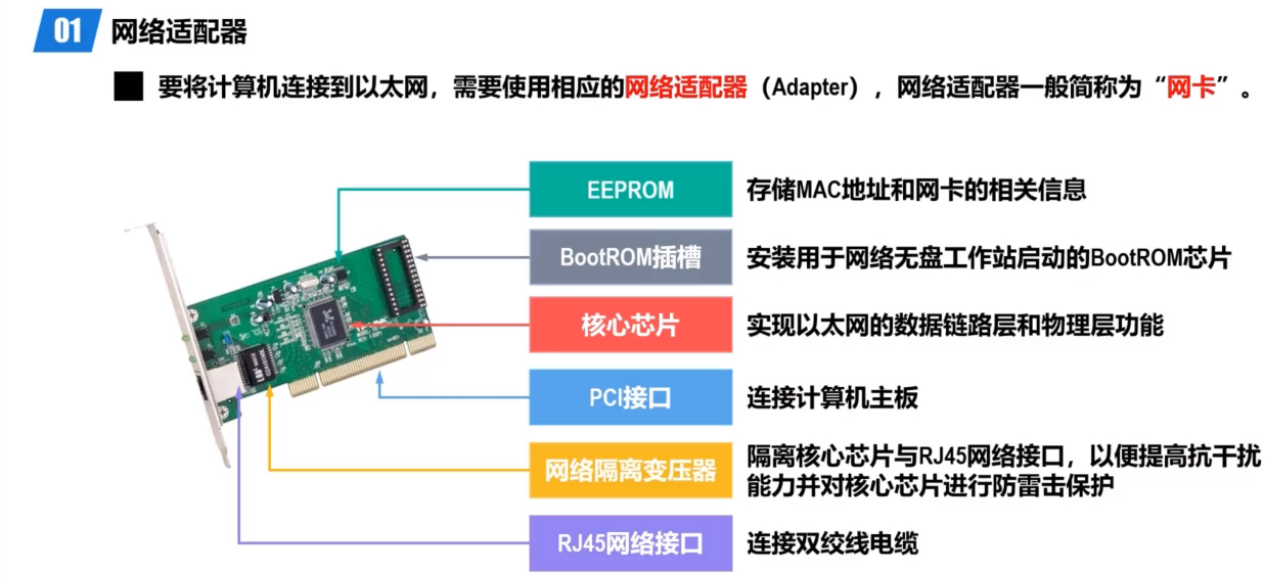 01 网络适配器
要将计算机连接到以太网，需要使用相应的网络适配器（Adapter），网络适配器一般简称为“网卡”。
EEPROM 存储MAC地址和网卡的相关信息
BootROM插槽 安装用于网络无盘工作站启动的BootROM芯片
核心芯片 实现以太网的数据链路层和物理层功能
PCI接口 连接计算机主板
网络隔离变压器 隔离核心芯片与RJ45网络接口，以便提高抗干扰
能力并对核心芯片进行防雷击保护
RJ45网络接口 连接双绞线电缆